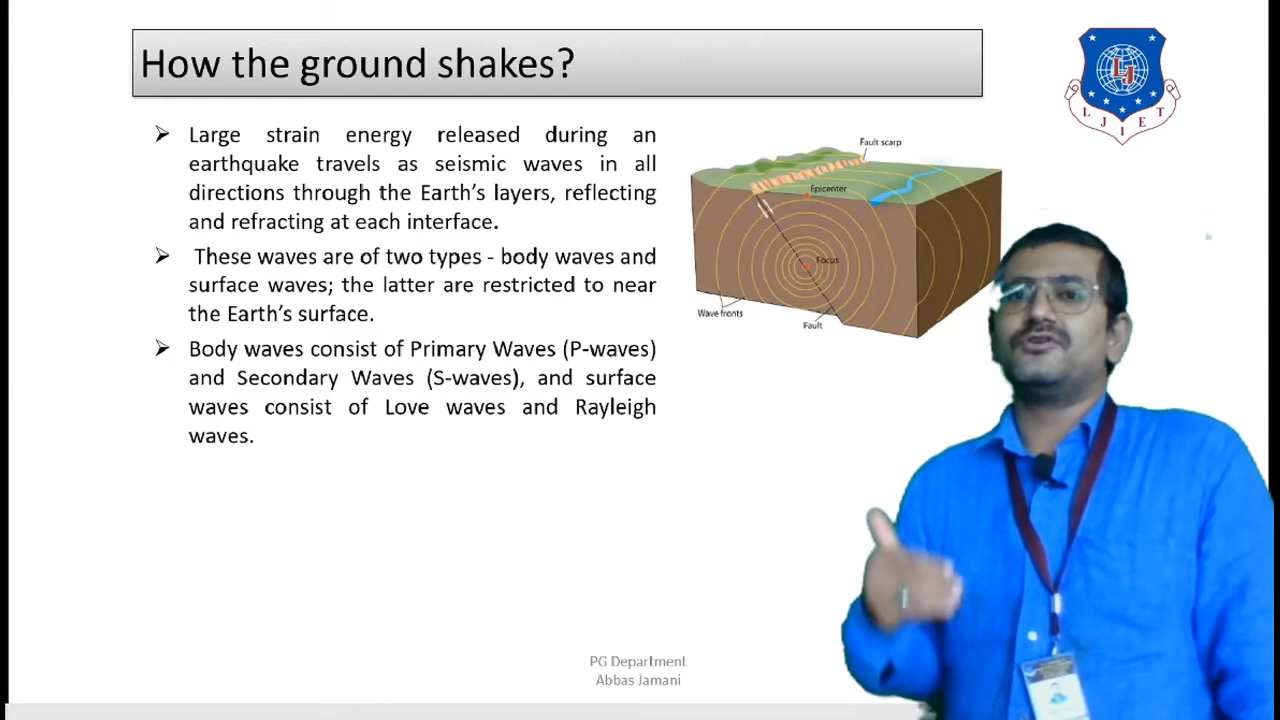 How the ground shakes?
➢ Large strain energy released during an
earthquake travels as seismic waves in all
directions through the Earth’s layers, reflecting
and refracting at each interface.
➢ These waves are of two types - body waves and
surface waves; the latter are restricted to near
the Earth’s surface.
➢ Body waves consist of Primary Waves (P-waves)
and Secondary Waves (S-waves), and surface
waves consist of Love waves and Rayleigh
waves.
LJ
L J I E T
Fault scarp
Epicenter
Focus
Wave fronts
Fault
PG Department
Abbas Jamani